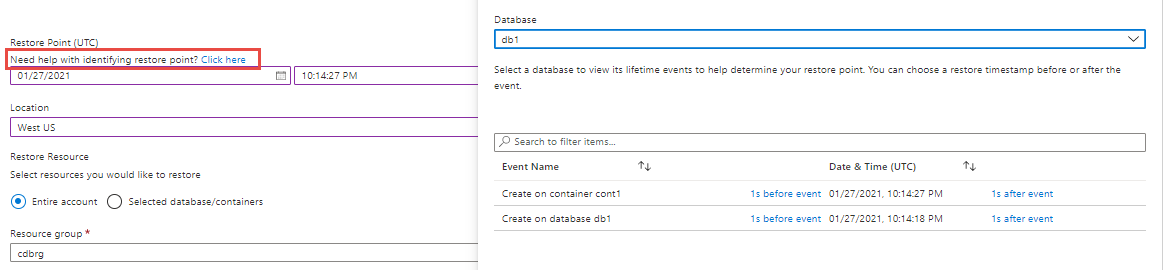 Restore Point (UTC)
Need help with identifying restore point? Click here
01/27/2021 10:14:27 PM
Location
West US
Restore Resource
Select resources you would like to restore
Entire account Selected database/containers
Resource group *
cdbrg
Database
db1
Select a database to view its lifetime events to help determine your restore point. You can choose a restore timestamp before or after the
event.
Search to filter items...
Event Name Date & Time (UTC)
Create on container cont1 1s before event 01/27/2021, 10:14:27 PM 1s after event
Create on database db1 1s before event 01/27/2021, 10:14:18 PM 1s after event